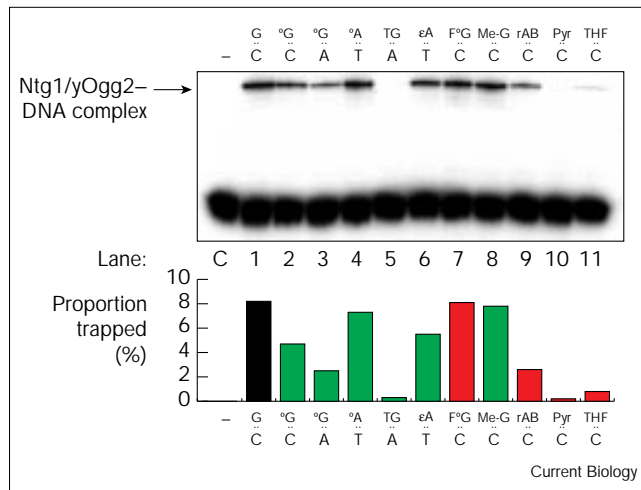 G °G °G °A TG εA F°G Me-G rAB Pyr THF
– C C A T A T C C C C C
Ntg1/yOgg2–
DNA complex
Lane: C 1 2 3 4 5 6 7 8 9 10 11
10
8
6
4
2
0
Proportion
trapped
(%)
– G °G °G °A TG εA F°G Me-G rAB Pyr THF
C C A T A T C C C C C
Current Biology